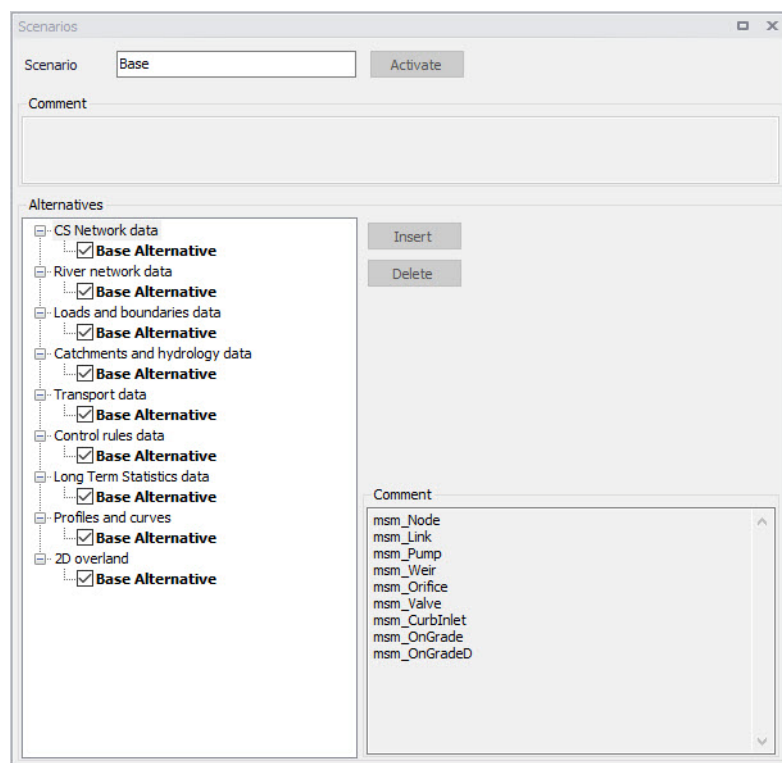 Scenarios
Scenario Base Activate
Comment
Alternatives
CS Network data
Base Alternative
River network data
Base Alternative
Loads and boundaries data
Base Alternative
Catchments and hydrology data
Base Alternative
Transport data
Base Alternative
Control rules data
Base Alternative
Long Term Statistics data
Base Alternative
Profiles and curves
Base Alternative
2D overland
Base Alternative
Insert
Delete
Comment
msm_Node
msm_Link
msm_Pump
msm_Weir
msm_Orifice
msm_Valve
msm_CurbInlet
msm_OnGrade
msm_OnGradeD